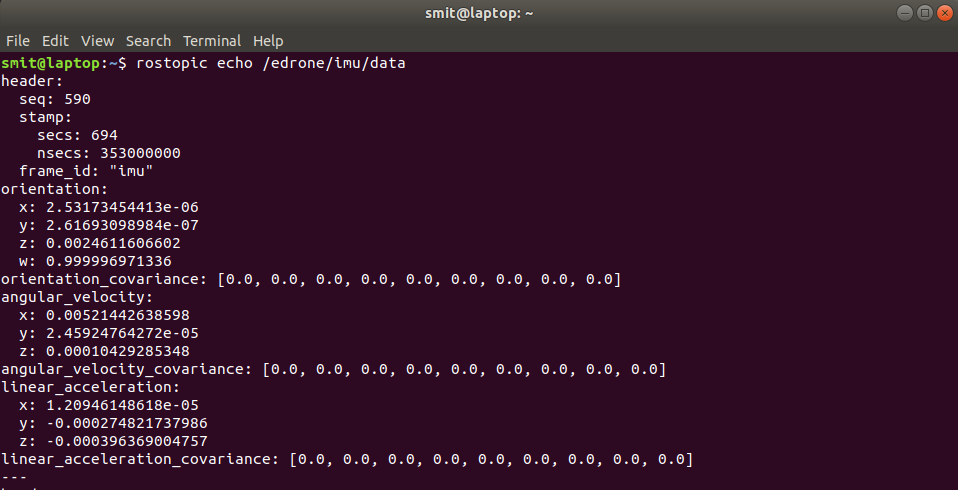 smit@laptop: ~
File Edit View Search Terminal Help
smit@laptop:~$ rostopic echo /edrone/imu/data
header:
  seq: 590
  stamp:
    secs: 694
    nsecs: 353000000
  frame_id: "imu"
orientation:
  x: 2.53173454413e-06
  y: 2.61693098984e-07
  z: 0.0024611606602
  w: 0.999996971336
orientation_covariance: [0.0, 0.0, 0.0, 0.0, 0.0, 0.0, 0.0, 0.0, 0.0]
angular_velocity:
  x: 0.00521442638598
  y: 2.45924764272e-05
  z: 0.00010429285348
angular_velocity_covariance: [0.0, 0.0, 0.0, 0.0, 0.0, 0.0, 0.0, 0.0, 0.0]
linear_acceleration:
  x: 1.20946148618e-05
  y: -0.000274821737986
  z: -0.000396369004757
linear_acceleration_covariance: [0.0, 0.0, 0.0, 0.0, 0.0, 0.0, 0.0, 0.0, 0.0]
---